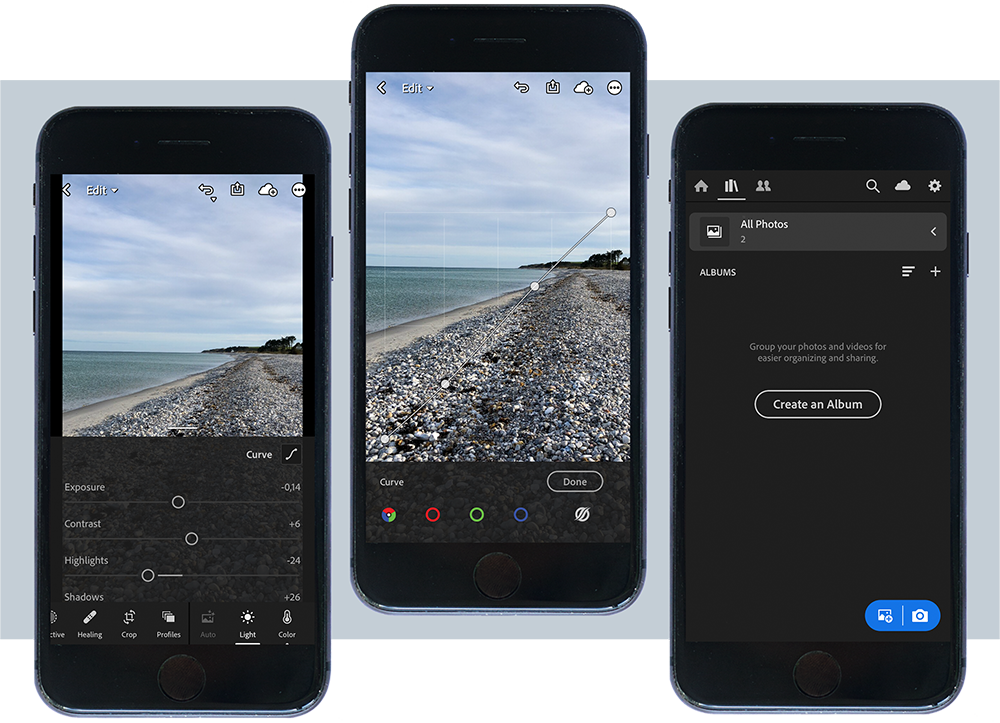 Edit
Curve
Exposure -0,14
Contrast +6
Highlights -24
Shadows +26
ctive Healing Crop Profiles Auto Light Color
Edit
Curve Done
All Photos
2
ALBUMS
Group your photos and videos for
easier organizing and sharing.
Create an Album